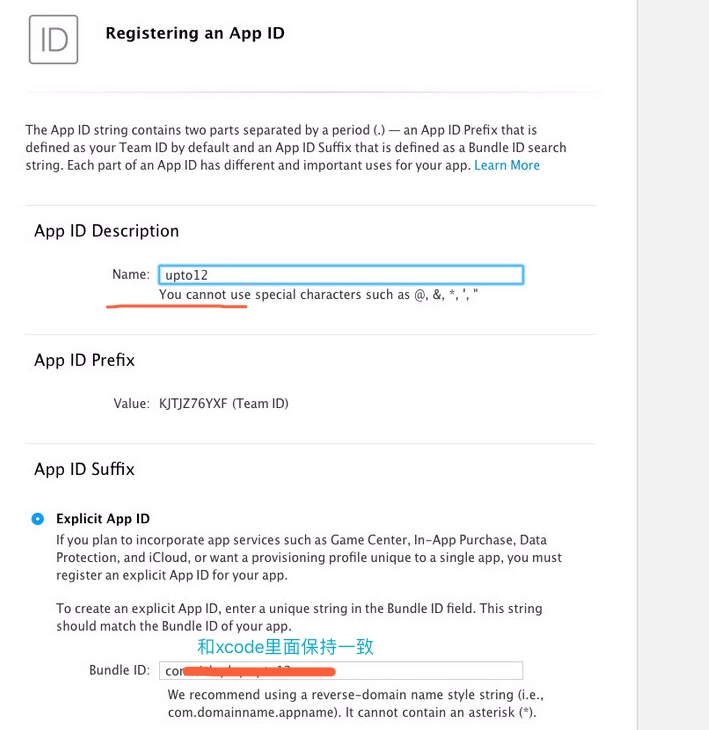 ID
Registering an App ID
The App ID string contains two parts separated by a period (.) — an App ID Prefix that is
defined as your Team ID by default and an App ID Suffix that is defined as a Bundle ID search
string. Each part of an App ID has different and important uses for your app. Learn More
App ID Description
Name: upto12
You cannot use special characters such as @, &, *, ', "
App ID Prefix
Value: KJTJZ76YXF (Team ID)
App ID Suffix
Explicit App ID
If you plan to incorporate app services such as Game Center, In-App Purchase, Data
Protection, and iCloud, or want a provisioning profile unique to a single app, you must
register an explicit App ID for your app.
To create an explicit App ID, enter a unique string in the Bundle ID field. This string
should match the Bundle ID of your app.
和xcode里面保持一致
Bundle ID:
We recommend using a reverse-domain name style string (i.e.,
com.domainname.appname). It cannot contain an asterisk (*).